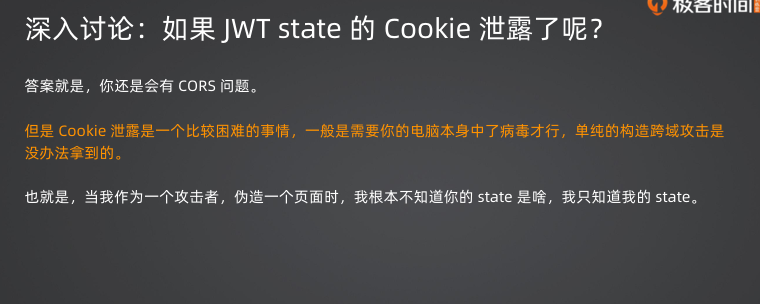 极客时间
深入讨论：如果 JWT state 的 Cookie 泄露了呢？
答案就是，你还是会有 CORS 问题。
但是 Cookie 泄露是一个比较困难的事情，一般是需要你的电脑本身中了病毒才行，单纯的构造跨域攻击是
没办法拿到的。
也就是，当我作为一个攻击者，伪造一个页面时，我根本不知道你的 state 是啥，我只知道我的 state。